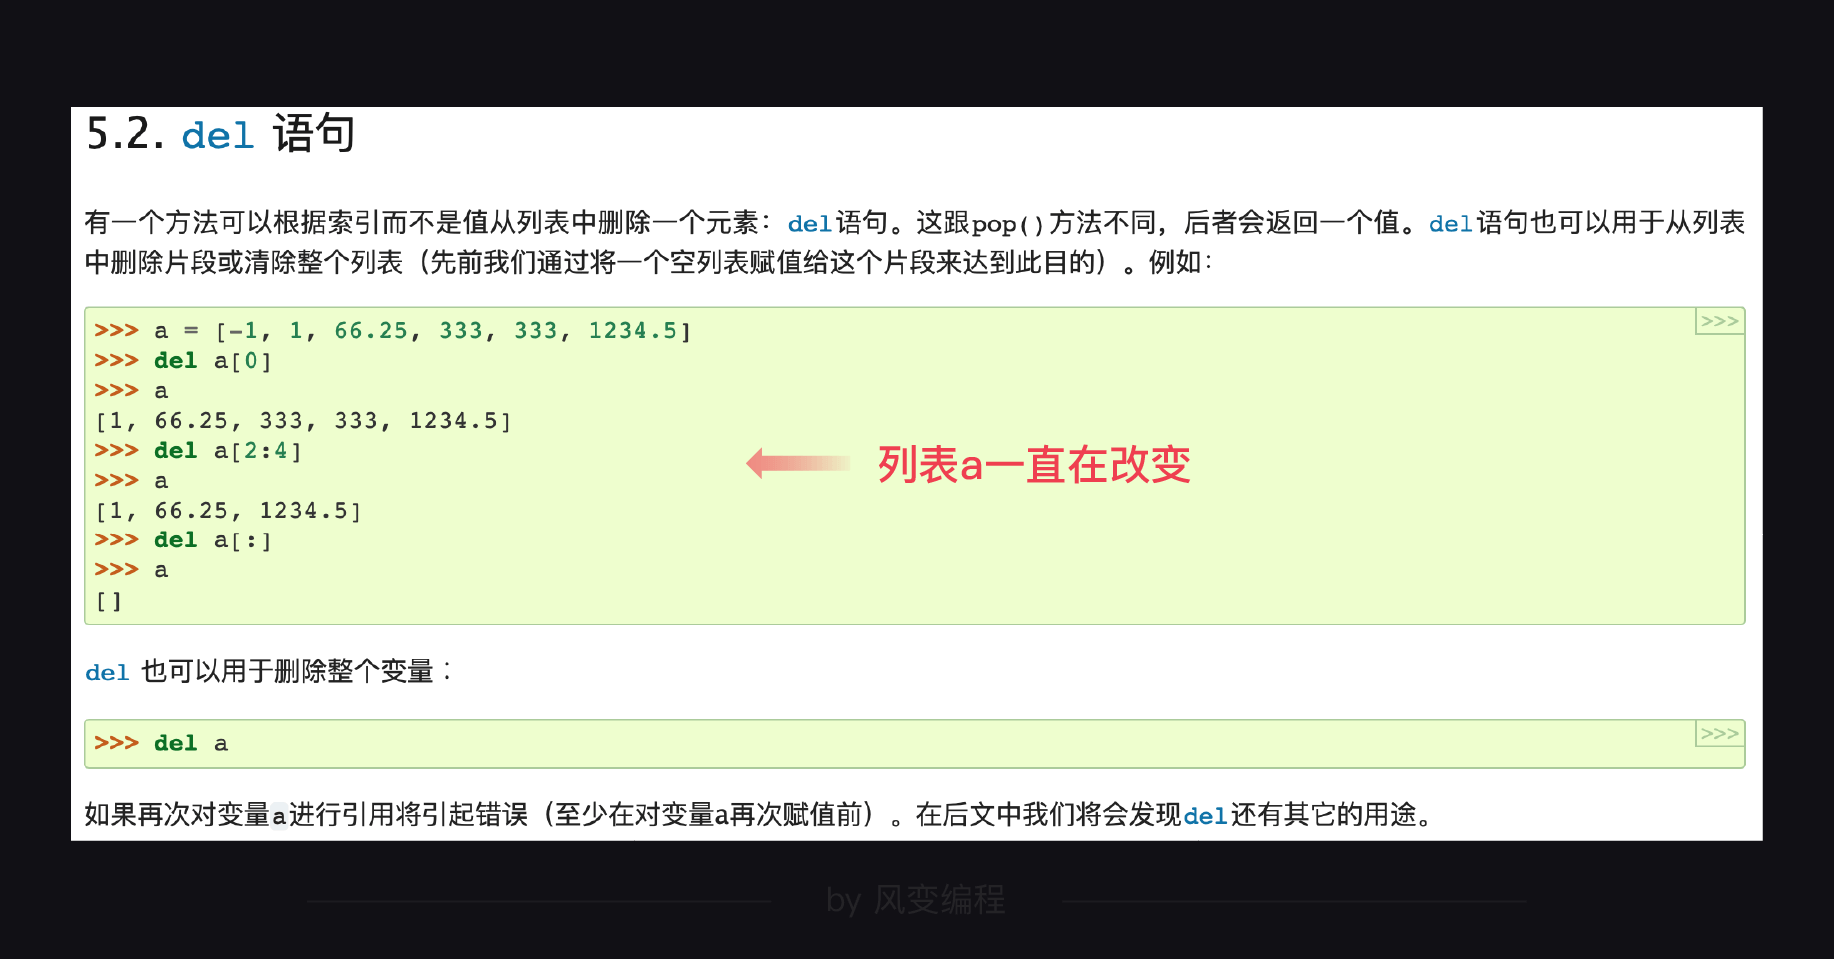 5.2. del 语句
有一个方法可以根据索引而不是值从列表中删除一个元素：del语句。这跟pop()方法不同，后者会返回一个值。del语句也可以用于从列表
中删除片段或清除整个列表（先前我们通过将一个空列表赋值给这个片段来达到此目的）。例如：
>>> a = [-1, 1, 66.25, 333, 333, 1234.5]
>>>
>>> del a[0]
>>> a
[1, 66.25, 333, 333, 1234.5]
>>> del a[2:4]
列表a一直在改变
>>> a
[1, 66.25, 1234.5]
>>> del a[:]
>>> a
[]
del 也可以用于删除整个变量：
>>> del a
>>>
如果再次对变量a进行引用将引起错误（至少在对变量a再次赋值前）。在后文中我们将会发现del还有其它的用途。
by 风变编程